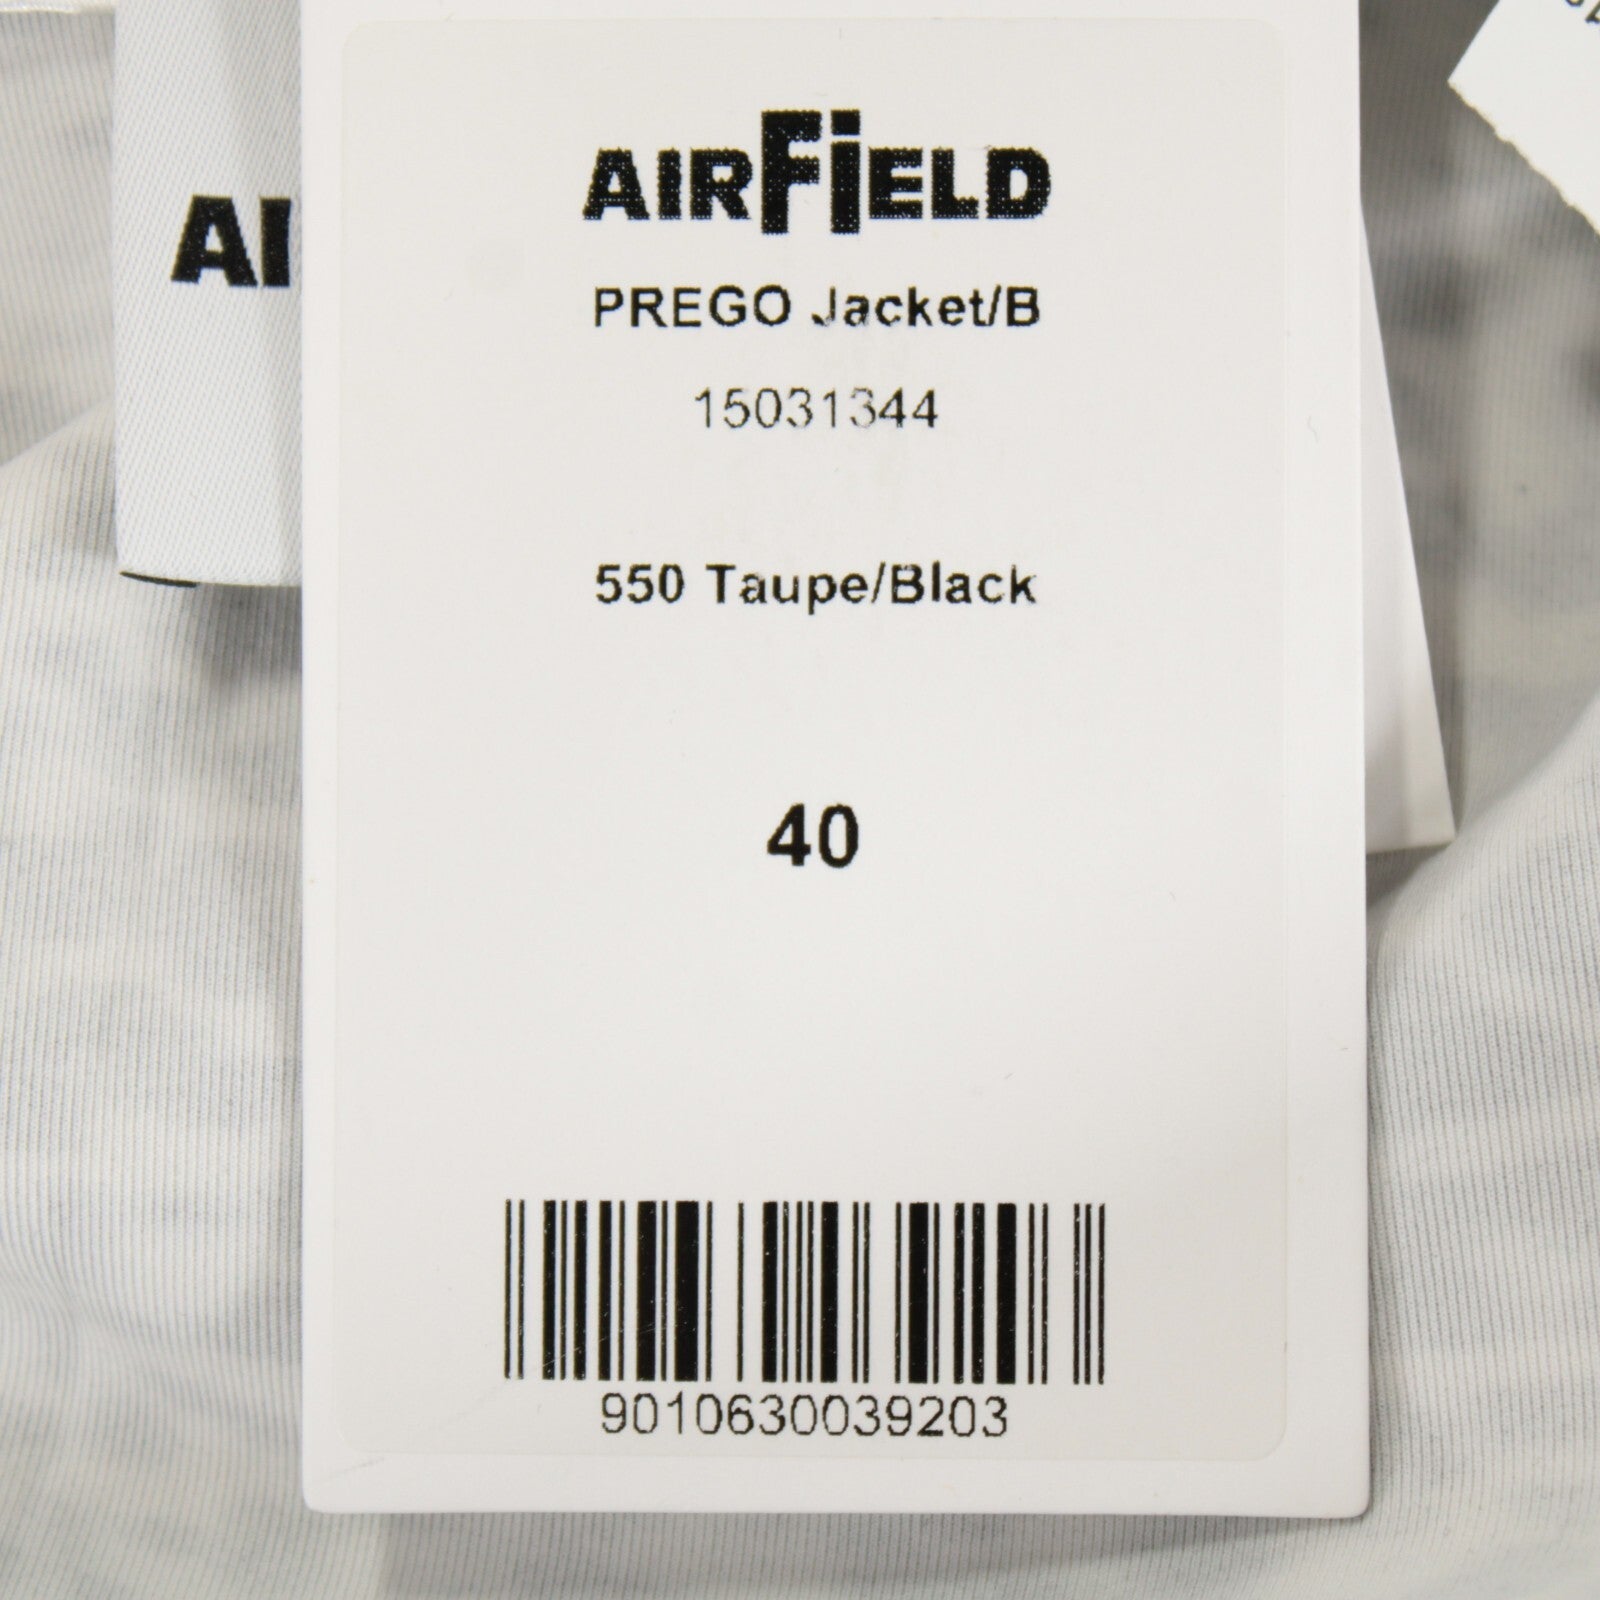 AIRFIELD
PREGO Jacket/B
15031344
550 Taupe/Black
40
9010630039203
AI